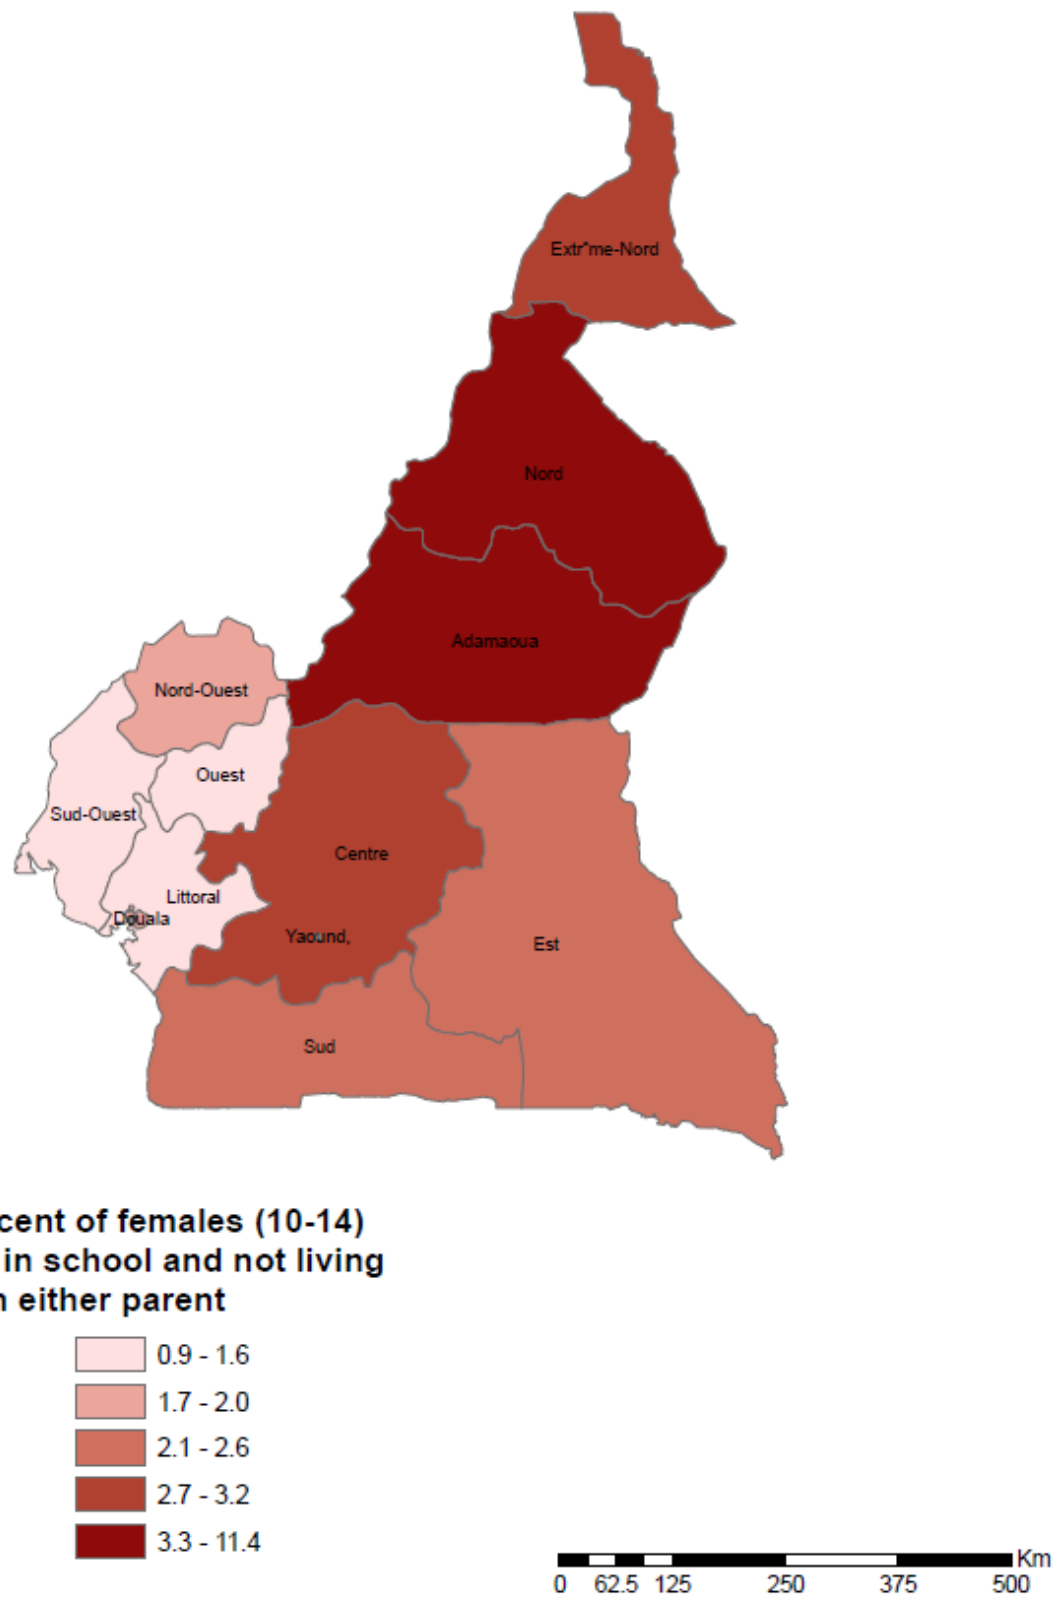 Extr^me-Nord
Nord
Adamaoua
Nord-Ouest
Ouest
Sud-Ouest
Centre
Littoral
Douala
Yaound,
Est
Sud
cent of females (10-14)
in school and not living
either parent
0.9 - 1.6
1.7 - 2.0
2.1 - 2.6
2.7 - 3.2
3.3 - 11.4
Km
0 62.5 125 250 375 500